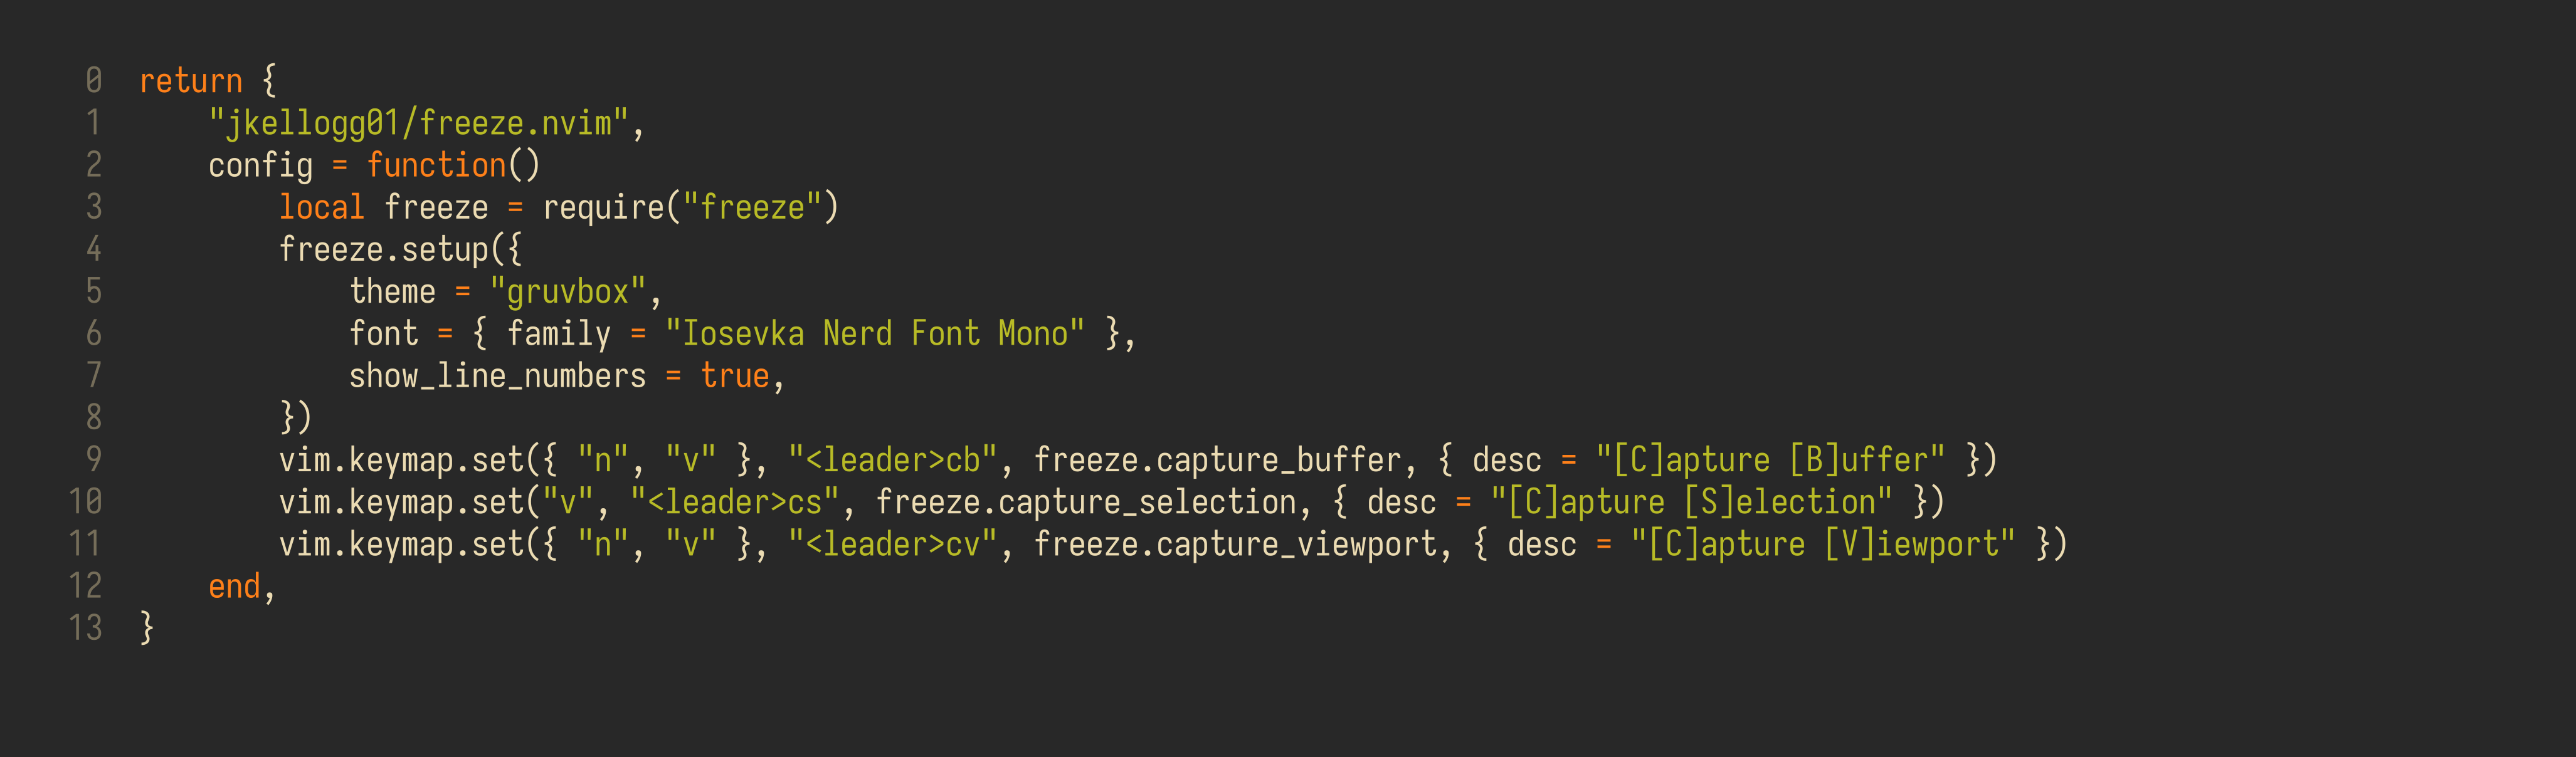 0 return {
1     "jkellogg01/freeze.nvim",
2     config = function()
3         local freeze = require("freeze")
4         freeze.setup({
5             theme = "gruvbox",
6             font = { family = "Iosevka Nerd Font Mono" },
7             show_line_numbers = true,
8         })
9         vim.keymap.set({ "n", "v" }, "<leader>cb", freeze.capture_buffer, { desc = "[C]apture [B]uffer" })
10         vim.keymap.set("v", "<leader>cs", freeze.capture_selection, { desc = "[C]apture [S]election" })
11         vim.keymap.set({ "n", "v" }, "<leader>cv", freeze.capture_viewport, { desc = "[C]apture [V]iewport" })
12     end,
13 }